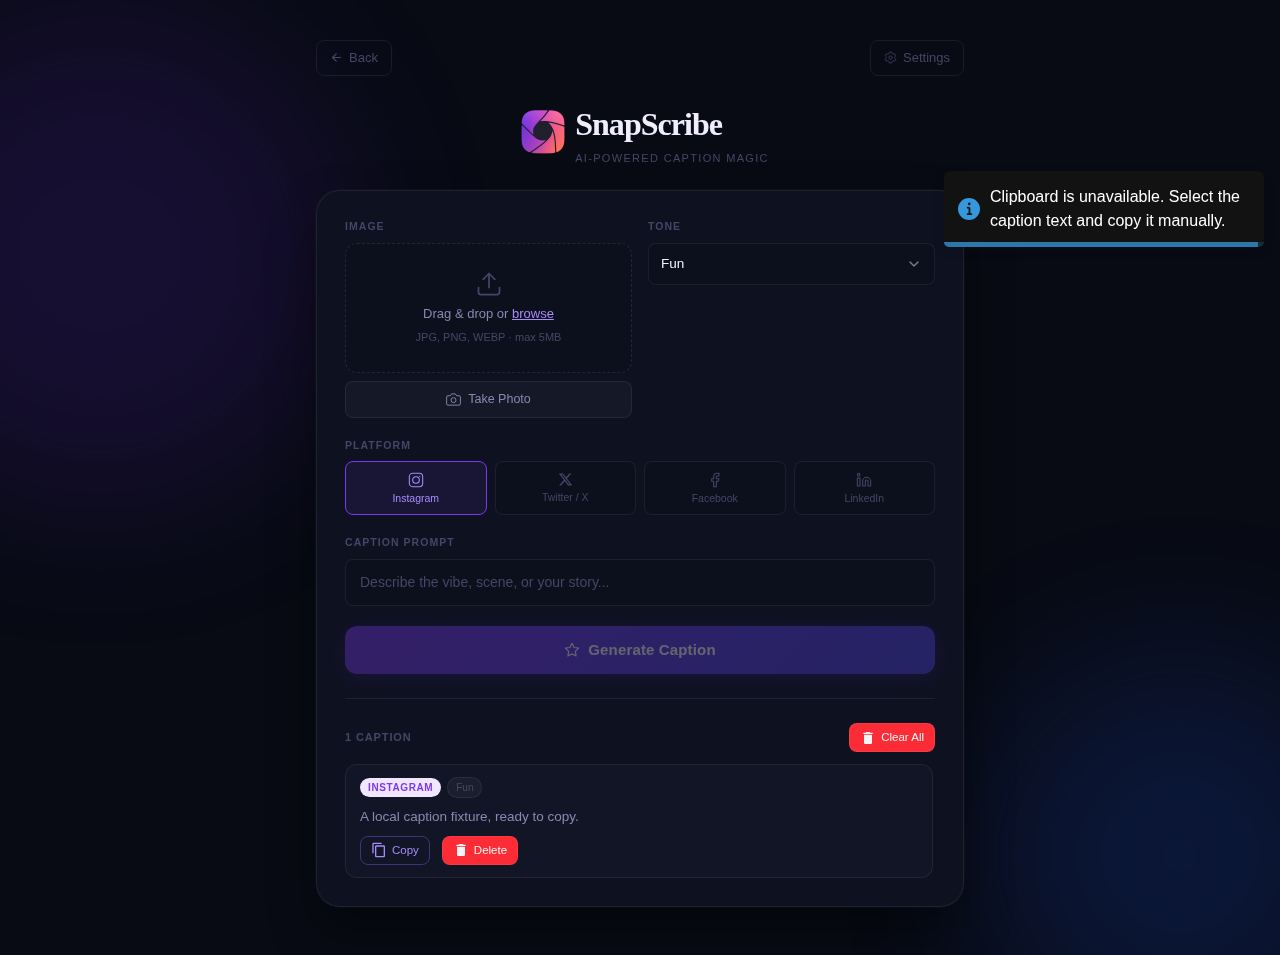 Back
Settings
SnapScribe
AI-POWERED CAPTION MAGIC
Clipboard is unavailable. Select the
caption text and copy it manually.
IMAGE
Drag & drop or browse
JPG, PNG, WEBP · max 5MB
Take Photo
TONE
Fun
PLATFORM
Instagram
Twitter / X
Facebook
LinkedIn
CAPTION PROMPT
Describe the vibe, scene, or your story...
Generate Caption
1 CAPTION
Clear All
INSTAGRAM
Fun
A local caption fixture, ready to copy.
Copy
Delete